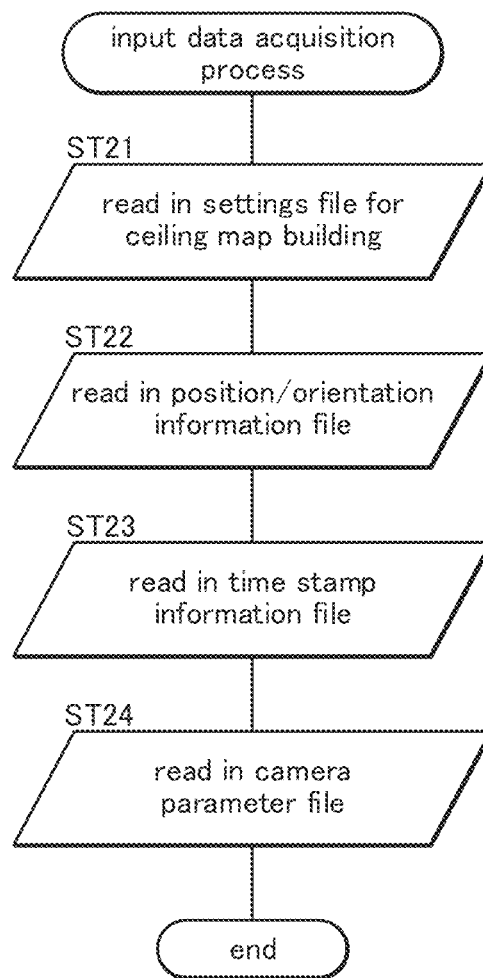 input data acquisition
process
ST21
read in settings file for
ceiling map building
ST22
read in position/orientation
information file
ST23
read in time stamp
information file
ST24
read in camera
parameter file
end